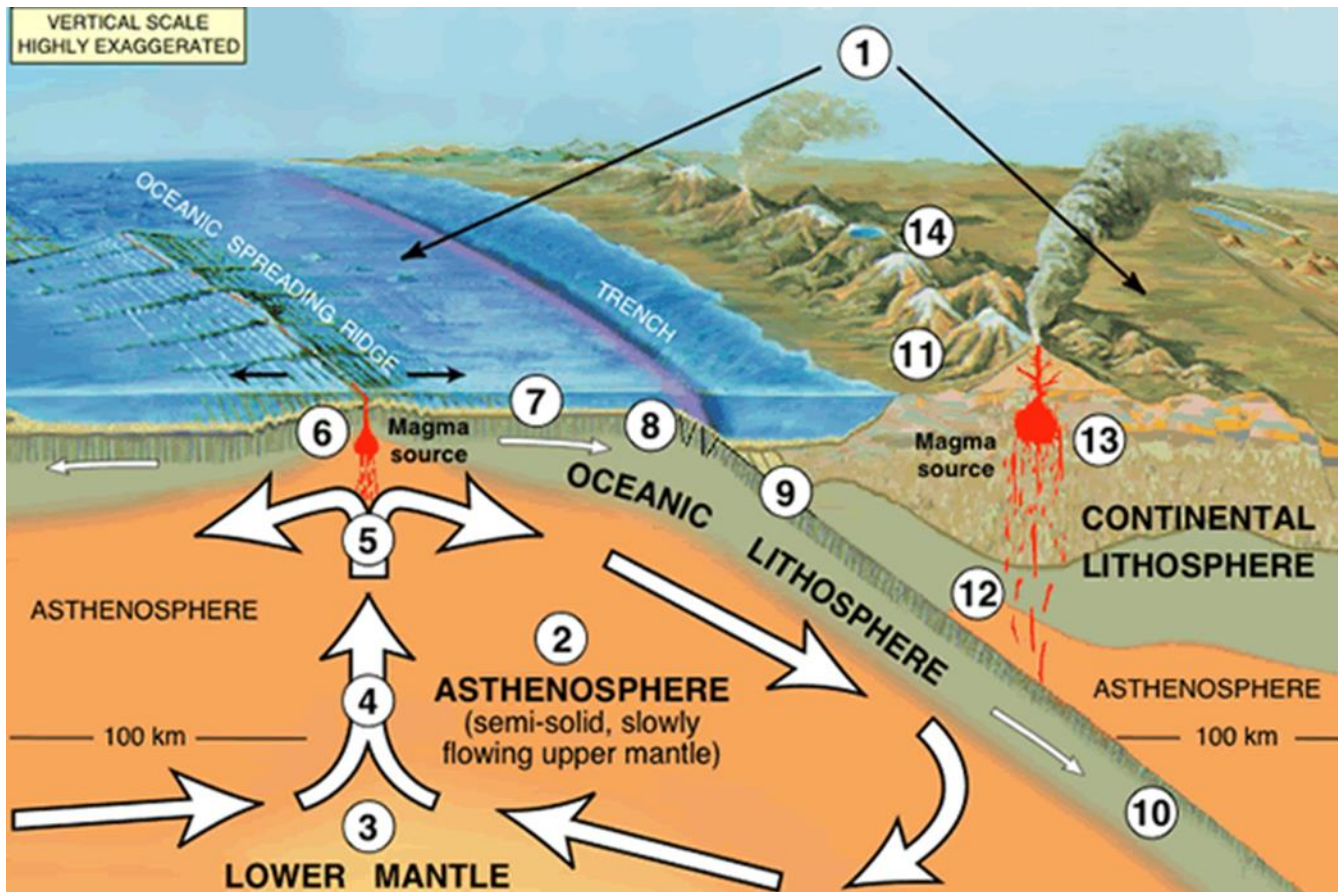 VERTICAL SCALE
HIGHLY EXAGGERATED
1
OCEANIC SPREADING RIDGE
TRENCH
14
11
7
8
6
Magma
source
Magma
source
13
9
OCEANIC LITHOSPHERE
CONTINENTAL
LITHOSPHERE
5
12
ASTHENOSPHERE
2
ASTHENOSPHERE
(semi-solid, slowly
flowing upper mantle)
ASTHENOSPHERE
4
100 km
100 km
10
3
LOWER MANTLE